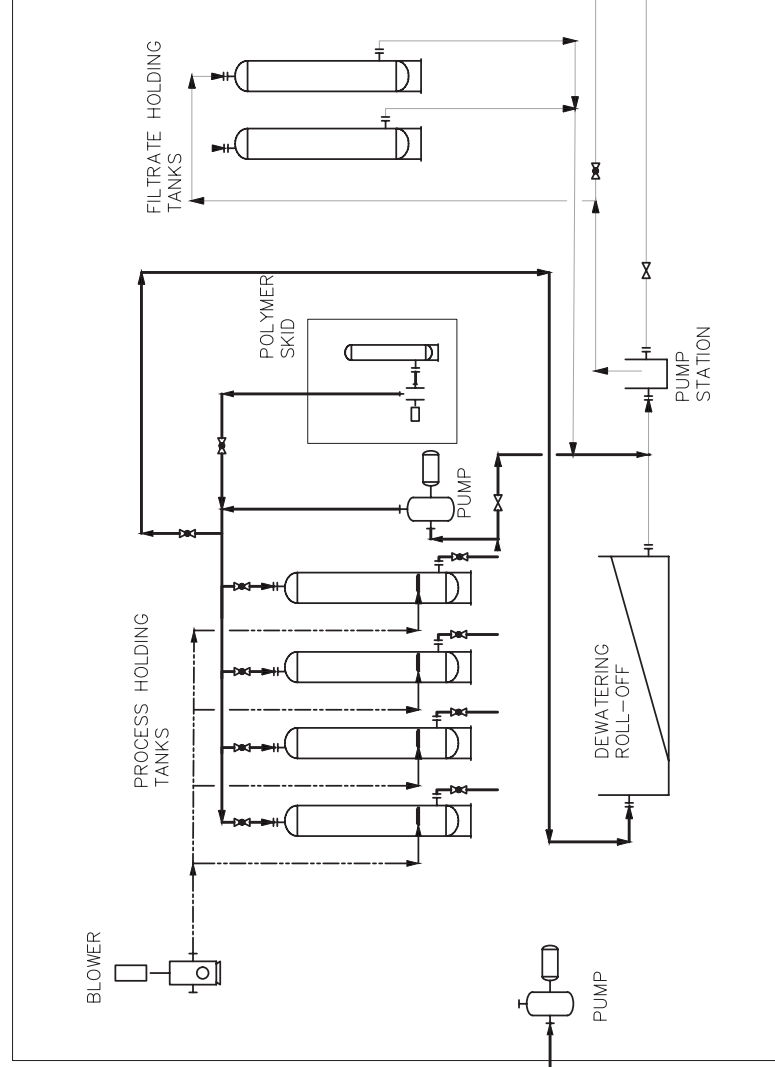 FILTRATE HOLDING
TANKS
POLYMER
SKID
PUMP
STATION
PUMP
PROCESS HOLDING
TANKS
DEWATERING
ROLL-OFF
BLOWER
PUMP